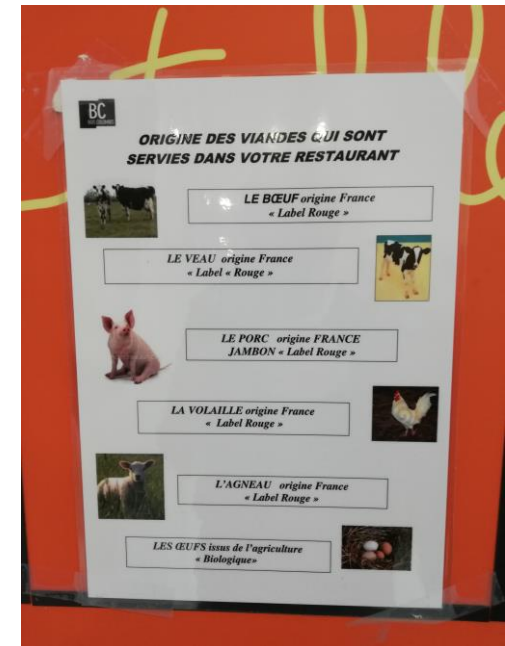 BC
ORIGINE DES VIANDES QUI SONT
SERVIES DANS VOTRE RESTAURANT
LE BŒUF origine France
« Label Rouge »
LE VEAU origine France
« Label « Rouge »
LE PORC origine FRANCE
JAMBON « Label Rouge »
LA VOLAILLE origine France
« Label Rouge »
L'AGNEAU origine France
« Label Rouge »
LES ŒUFS issus de l'agriculture
« Biologique»